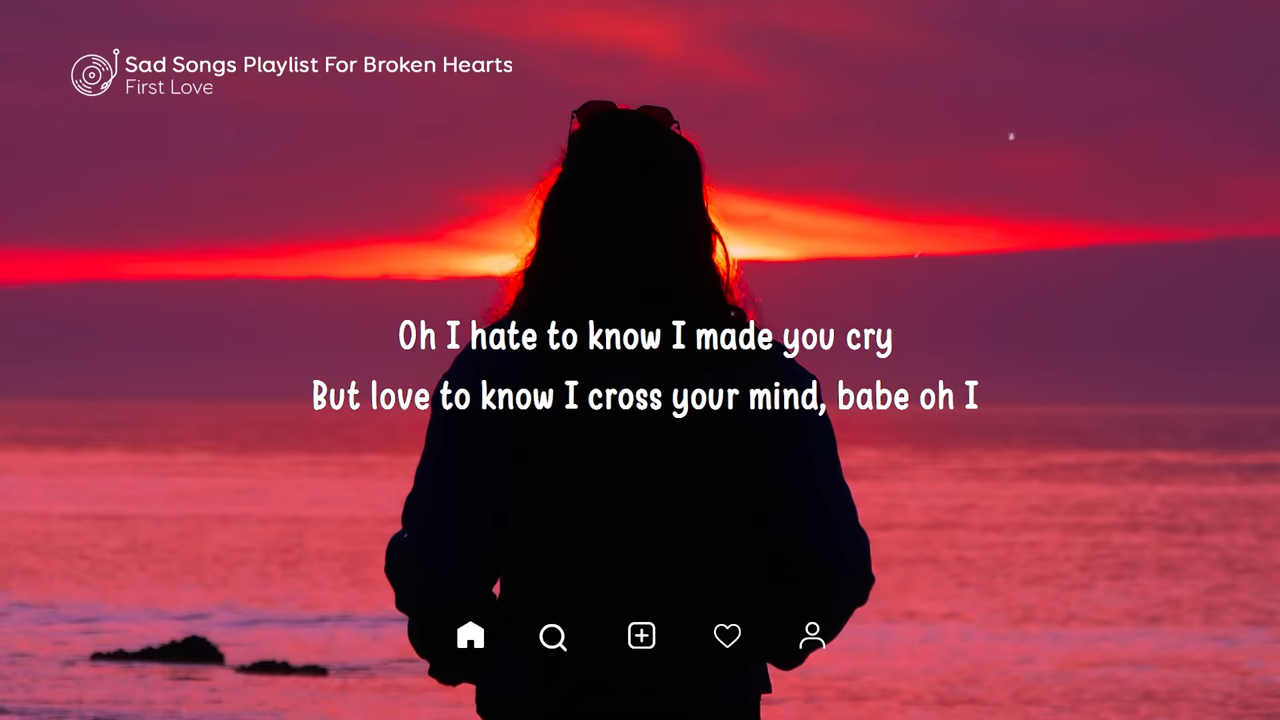 Sad Songs Playlist For Broken Hearts
First Love
Oh I hate to know I made you cry
But love to know I cross your mind, babe oh I